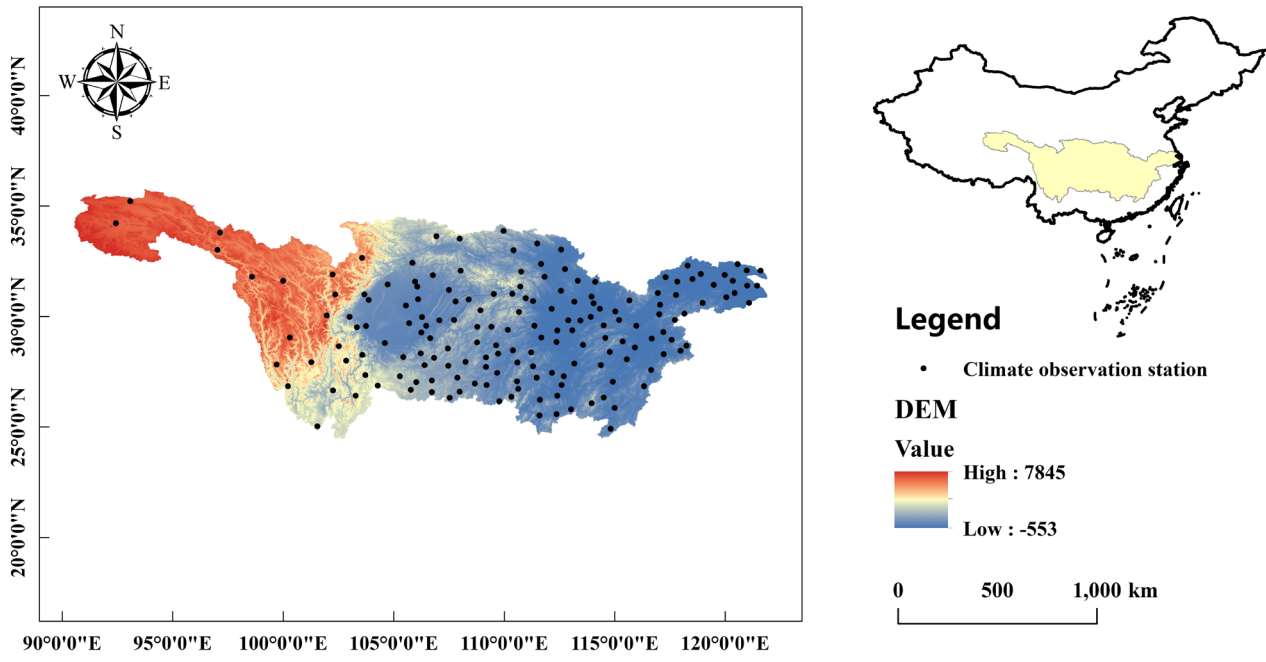 N
W
E
S
40°0'0"N
35°0'0"N
30°0'0"N
25°0'0"N
20°0'0"N
90°0'0"E
95°0'0"E
100°0'0"E
105°0'0"E
110°0'0"E
115°0'0"E
120°0'0"E
Legend
Climate observation station
DEM
Value
High : 7845
Low : -553
0 500 1,000 km